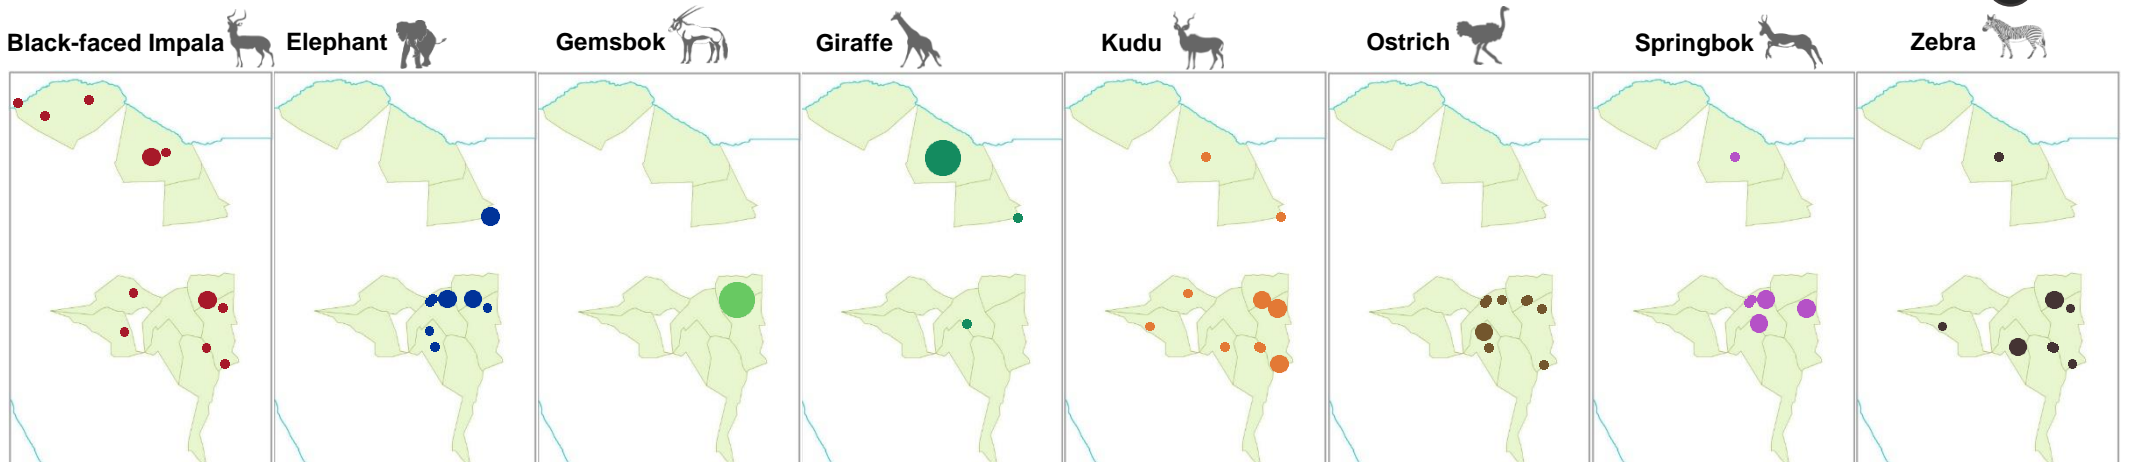 Black-faced Impala
Elephant
Gemsbok
Giraffe
Kudu
Ostrich
Springbok
Zebra